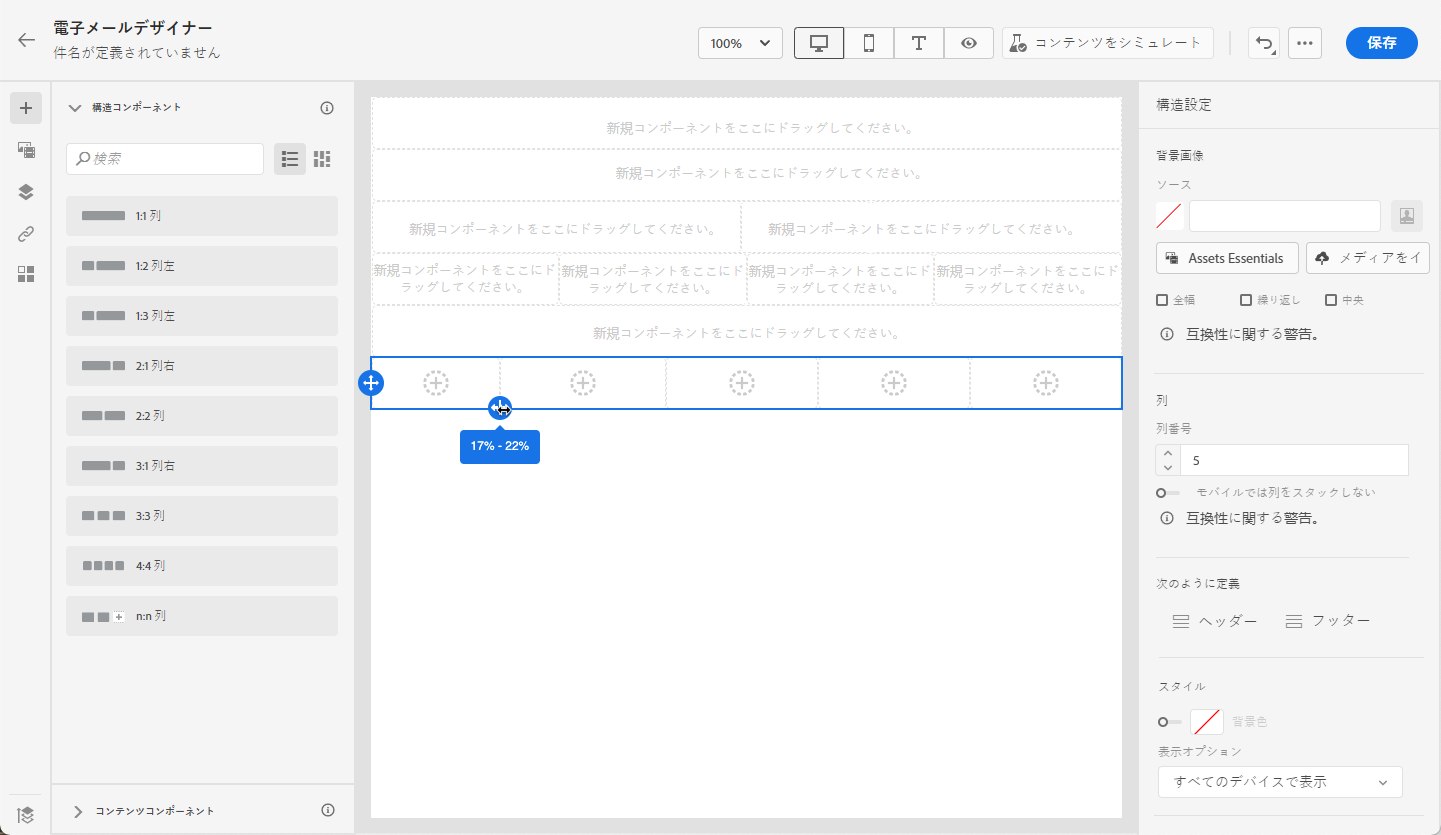 電子メールデザイナー
件名が定義されていません
100%
コンテンツをシミュレート
保存
構造コンポーネント
検索
1:1 列
1:2 列左
1:3 列左
2:1 列右
2:2 列
3:1 列右
3:3 列
4:4 列
n:n 列
コンテンツコンポーネント
新規コンポーネントをここにドラッグしてください。
新規コンポーネントをここにドラッグしてください。
新規コンポーネントをここにドラッグしてください。
新規コンポーネントをここにドラッグしてください。
新規コンポーネントをここにド
ラッグしてください。
新規コンポーネントをここにド
ラッグしてください。
新規コンポーネントをここにド
ラッグしてください。
新規コンポーネントをここにド
ラッグしてください。
新規コンポーネントをここにドラッグしてください。
17% - 22%
構造設定
背景画像
ソース
Assets Essentials
メディアをイ
全幅
繰り返し
中央
互換性に関する警告。
列
列番号
5
モバイルでは列をスタックしない
互換性に関する警告。
次のように定義
ヘッダー
フッター
スタイル
背景色
表示オプション
すべてのデバイスで表示